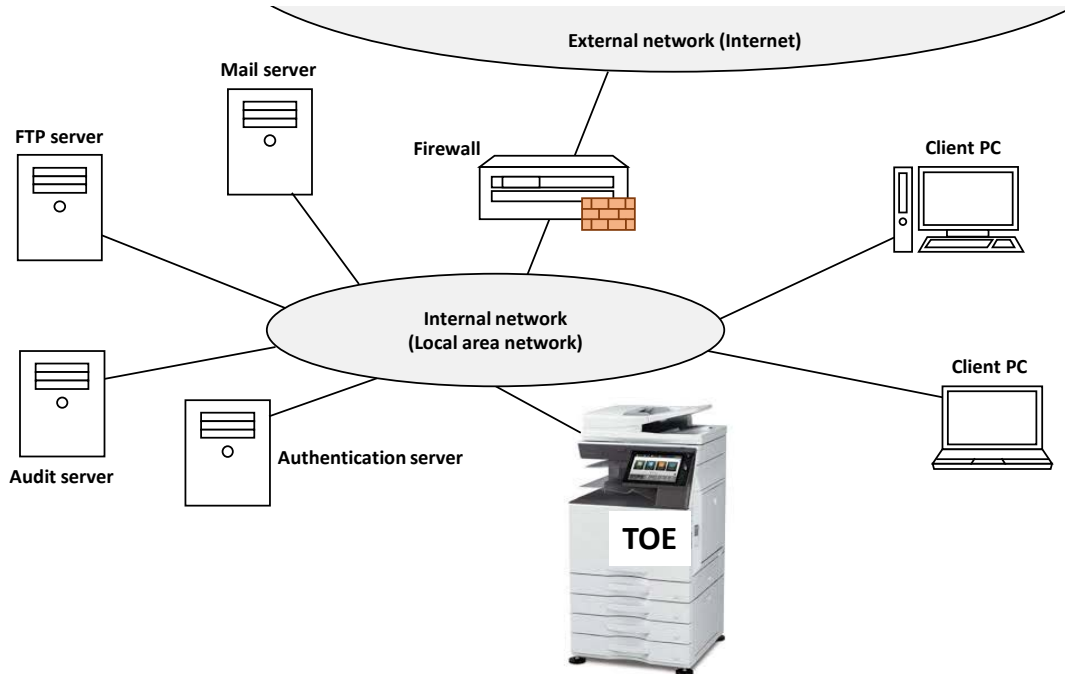 External network (Internet)
Mail server
FTP server
Firewall
Client PC
Internal network
(Local area network)
Client PC
Audit server
Authentication server
TOE